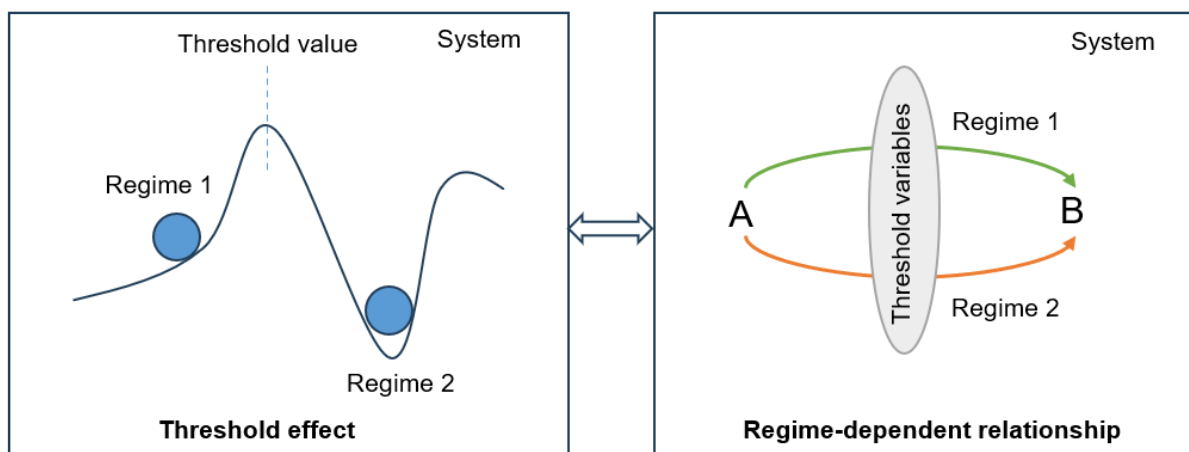 Threshold value
System
Regime 1
Regime 2
Threshold effect
System
Threshold variables
Regime 1
A
B
Regime 2
Regime-dependent relationship